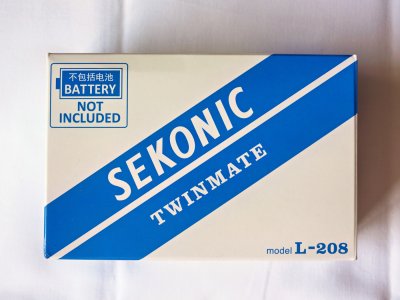 不包括电池
BATTERY
NOT
INCLUDED
SEKONIC
TWINMATE
model L-208